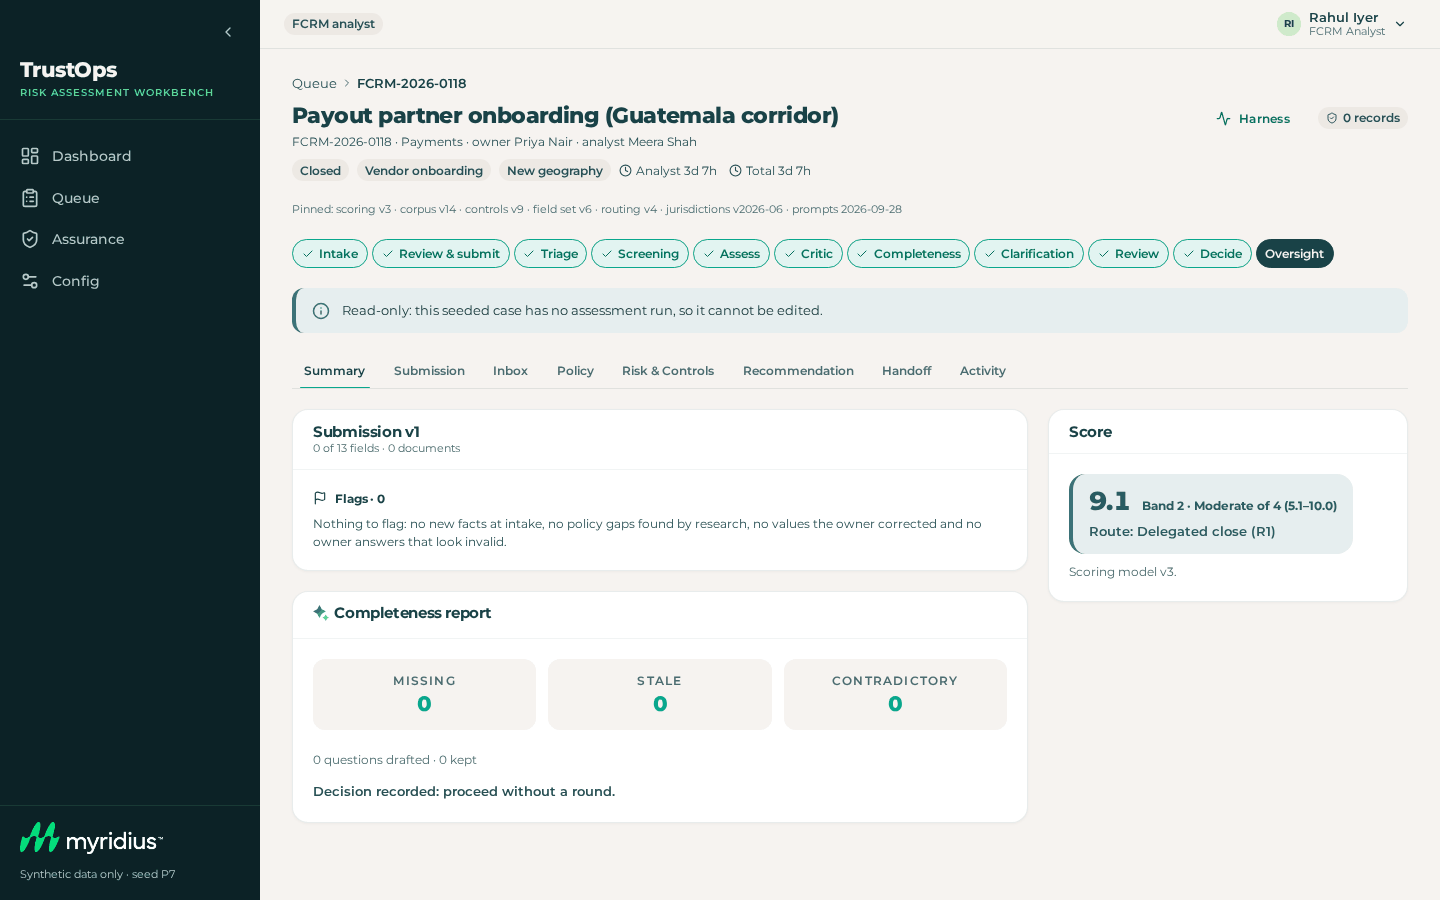 TrustOps
RISK ASSESSMENT WORKBENCH
Dashboard
Queue
Assurance
Config
myridius™
Synthetic data only · seed P7
FCRM analyst
RI
Rahul Iyer
FCRM Analyst
Queue > FCRM-2026-0118
Payout partner onboarding (Guatemala corridor)
Harness
0 records
FCRM-2026-0118 · Payments · owner Priya Nair · analyst Meera Shah
Closed Vendor onboarding New geography Analyst 3d 7h Total 3d 7h
Pinned: scoring v3 · corpus v14 · controls v9 · field set v6 · routing v4 · jurisdictions v2026-06 · prompts 2026-09-28
Intake Review & submit Triage Screening Assess Critic Completeness Clarification Review Decide Oversight
Read-only: this seeded case has no assessment run, so it cannot be edited.
Summary Submission Inbox Policy Risk & Controls Recommendation Handoff Activity
Submission v1
0 of 13 fields · 0 documents
Flags · 0
Nothing to flag: no new facts at intake, no policy gaps found by research, no values the owner corrected and no
owner answers that look invalid.
Completeness report
MISSING
0
STALE
0
CONTRADICTORY
0
0 questions drafted · 0 kept
Decision recorded: proceed without a round.
Score
9.1 Band 2 · Moderate of 4 (5.1–10.0)
Route: Delegated close (R1)
Scoring model v3.